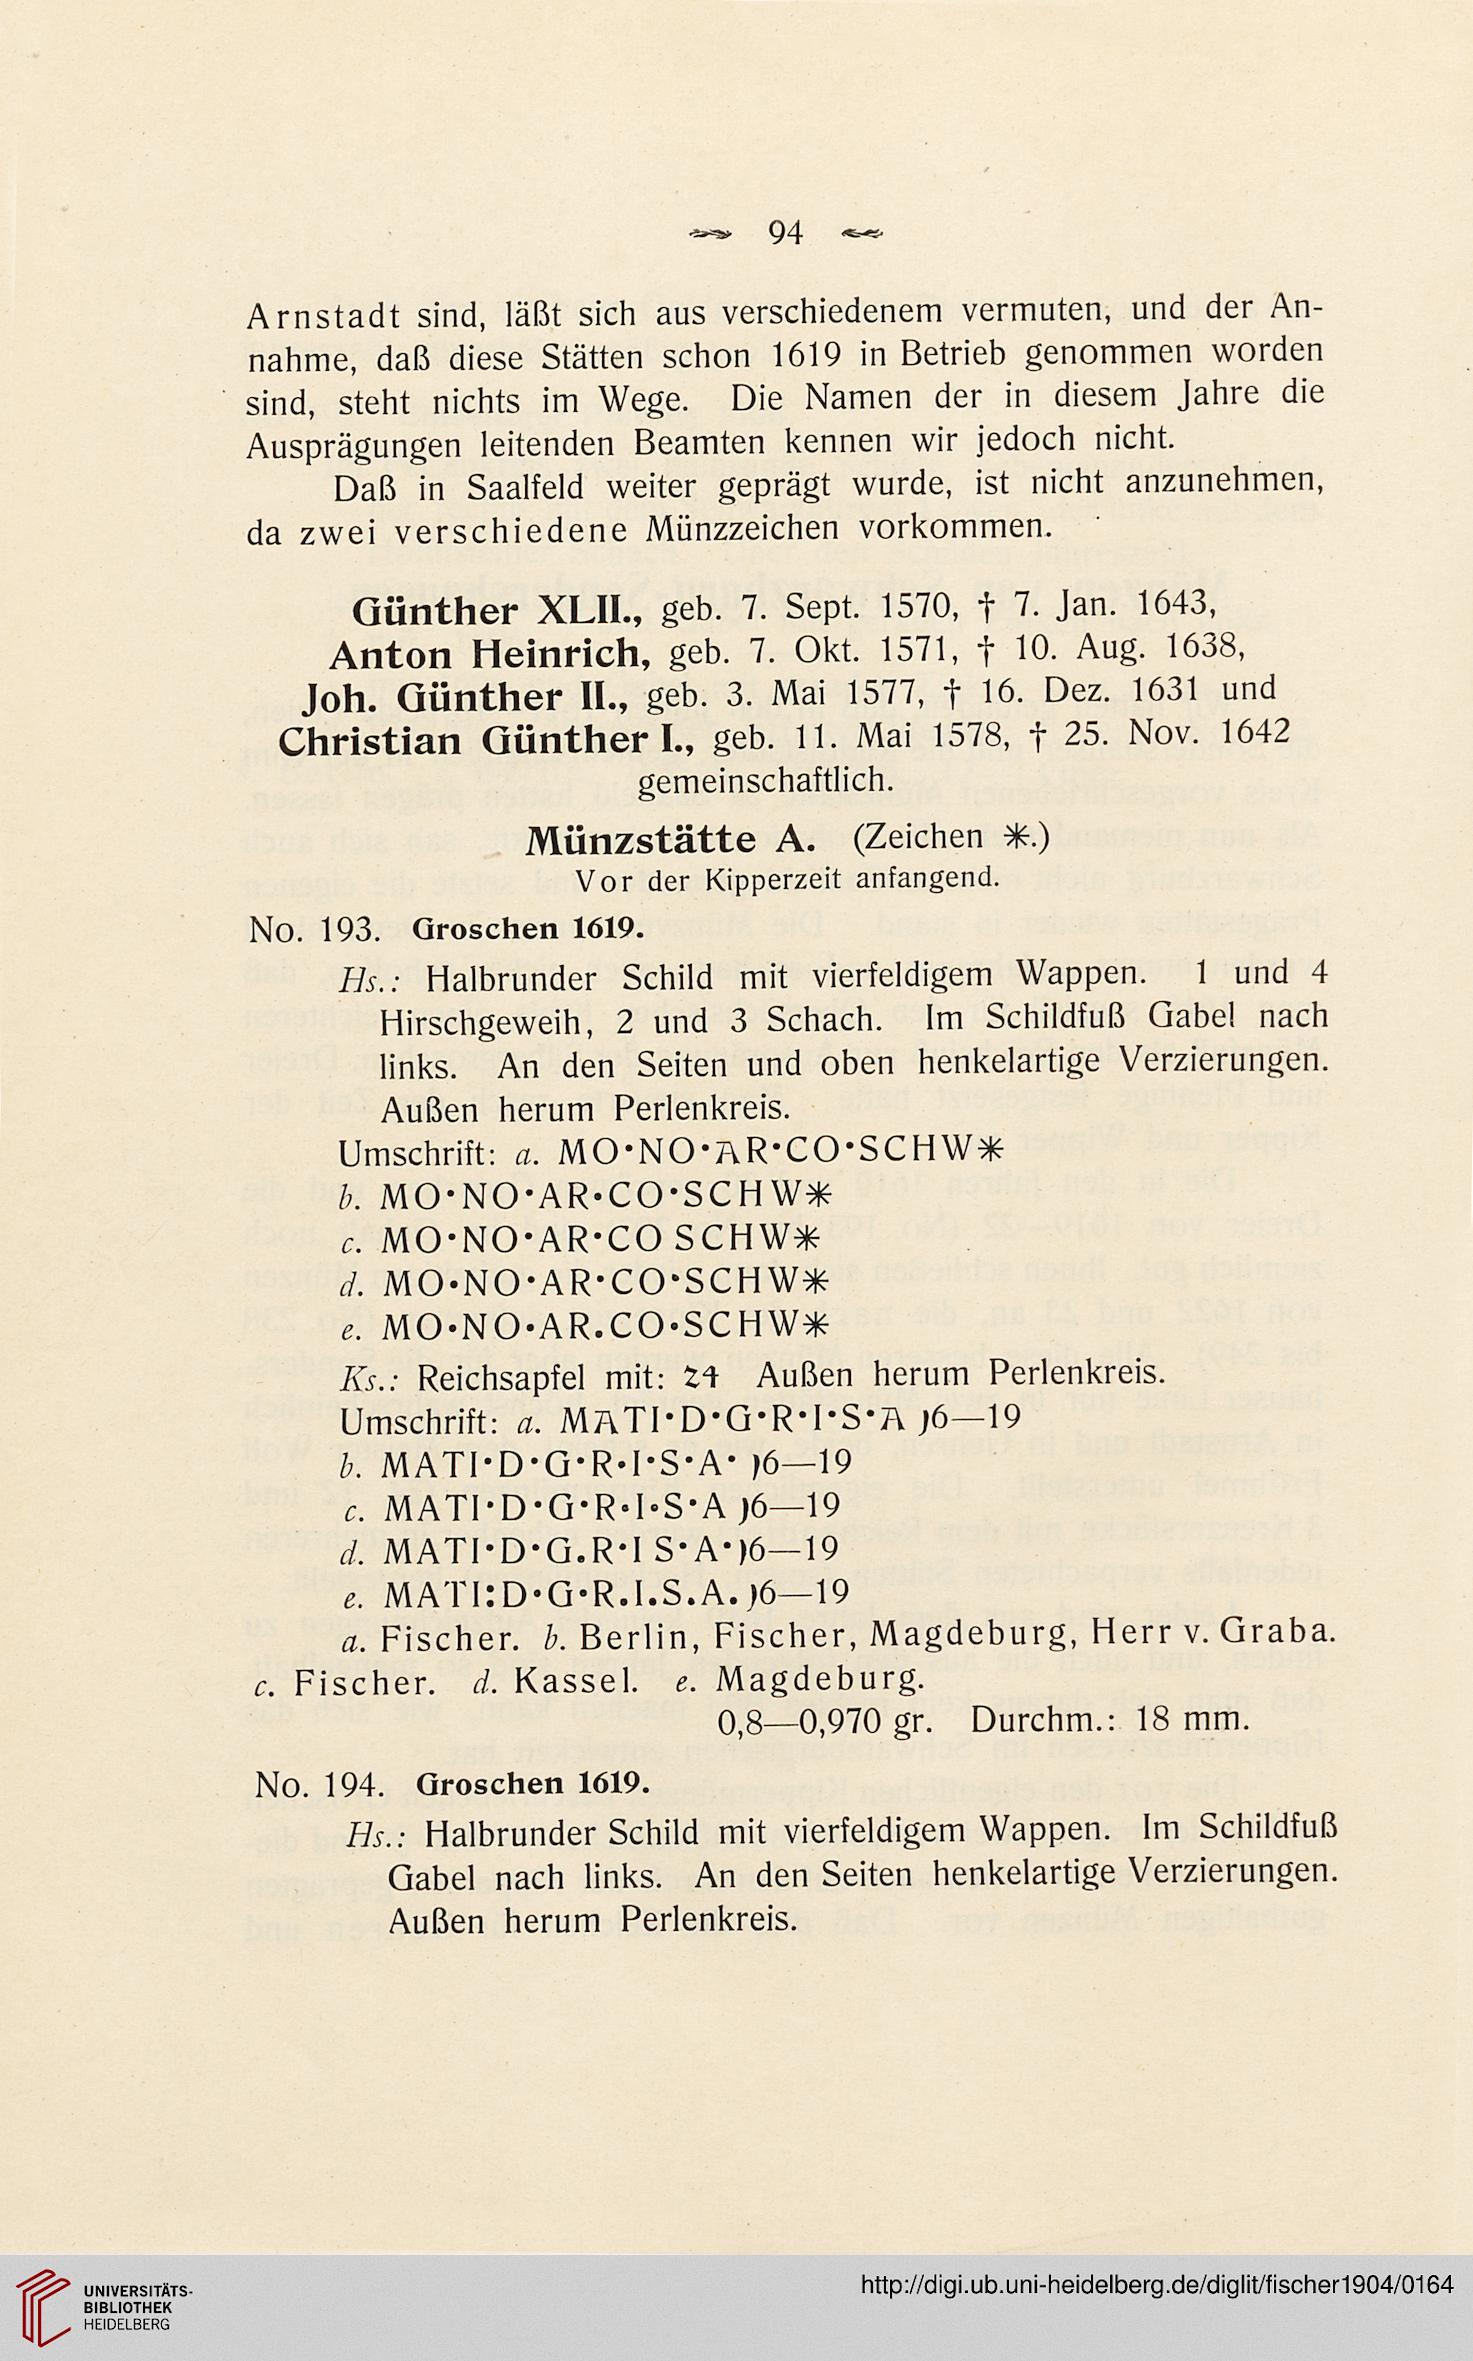 94
Arnstadt sind, läßt sich aus verschiedenem vermuten, und der An-
nahme, daß diese Stätten schon 1619 in Betrieb genommen worden
sind, steht nichts im Wege. Die Namen der in diesem Jahre die
Ausprägungen leitenden Beamten kennen wir jedoch nicht.
Daß in Saalfeld weiter geprägt wurde, ist nicht anzunehmen,
da zwei verschiedene Münzzeichen vorkommen.
Günther XLII., geb. 7. Sept. 1570, † 7. Jan. 1643,
Anton Heinrich, geb. 7. Okt. 1571, † 10. Aug. 1638,
Joh. Günther II., geb. 3. Mai 1577, † 16. Dez. 1631 und
Christian Günther I., geb. 11. Mai 1578, † 25. Nov. 1642
gemeinschaftlich.
Münzstätte A. (Zeichen ✳.)
Vor der Kipperzeit anfangend.
No. 193. Groschen 1619.
Hs.: Halbrunder Schild mit vierfeldigem Wappen. 1 und 4
Hirschgeweih, 2 und 3 Schach. Im Schildfuß Gabel nach
links. An den Seiten und oben henkelartige Verzierungen.
Außen herum Perlenkreis.
Umschrift: a. MO•NO•AR•CO•SCHW✳
b. MO•NO•AR•CO•SCHW✳
c. MO•NO•AR•CO SCHW✳
d. MO•NO•AR•CO•SCHW✳
e. MO•NO•AR.CO•SCHW✳
Ks.: Reichsapfel mit: 24 Außen herum Perlenkreis.
Umschrift: a. MATI•D•G•R•I•S•A )6—19
b. MATI•D•G•R•I•S•A• )6—19
c. MATI•D•G•R•I•S•A )6—19
d. MATI•D•G.R•I S•A•)6—19
e. MATI:D•G•R.I.S.A. )6—19
a. Fischer. b. Berlin, Fischer, Magdeburg, Herr v. Graba.
c. Fischer. d. Kassel. e. Magdeburg.
0,8—0,970 gr. Durchm.: 18 mm.
No. 194. Groschen 1619.
Hs.: Halbrunder Schild mit vierfeldigem Wappen. Im Schildfuß
Gabel nach links. An den Seiten henkelartige Verzierungen.
Außen herum Perlenkreis.
UNIVERSITÄTS-
BIBLIOTHEK
HEIDELBERG
http://digi.ub.uni-heidelberg.de/diglit/fischer1904/0164